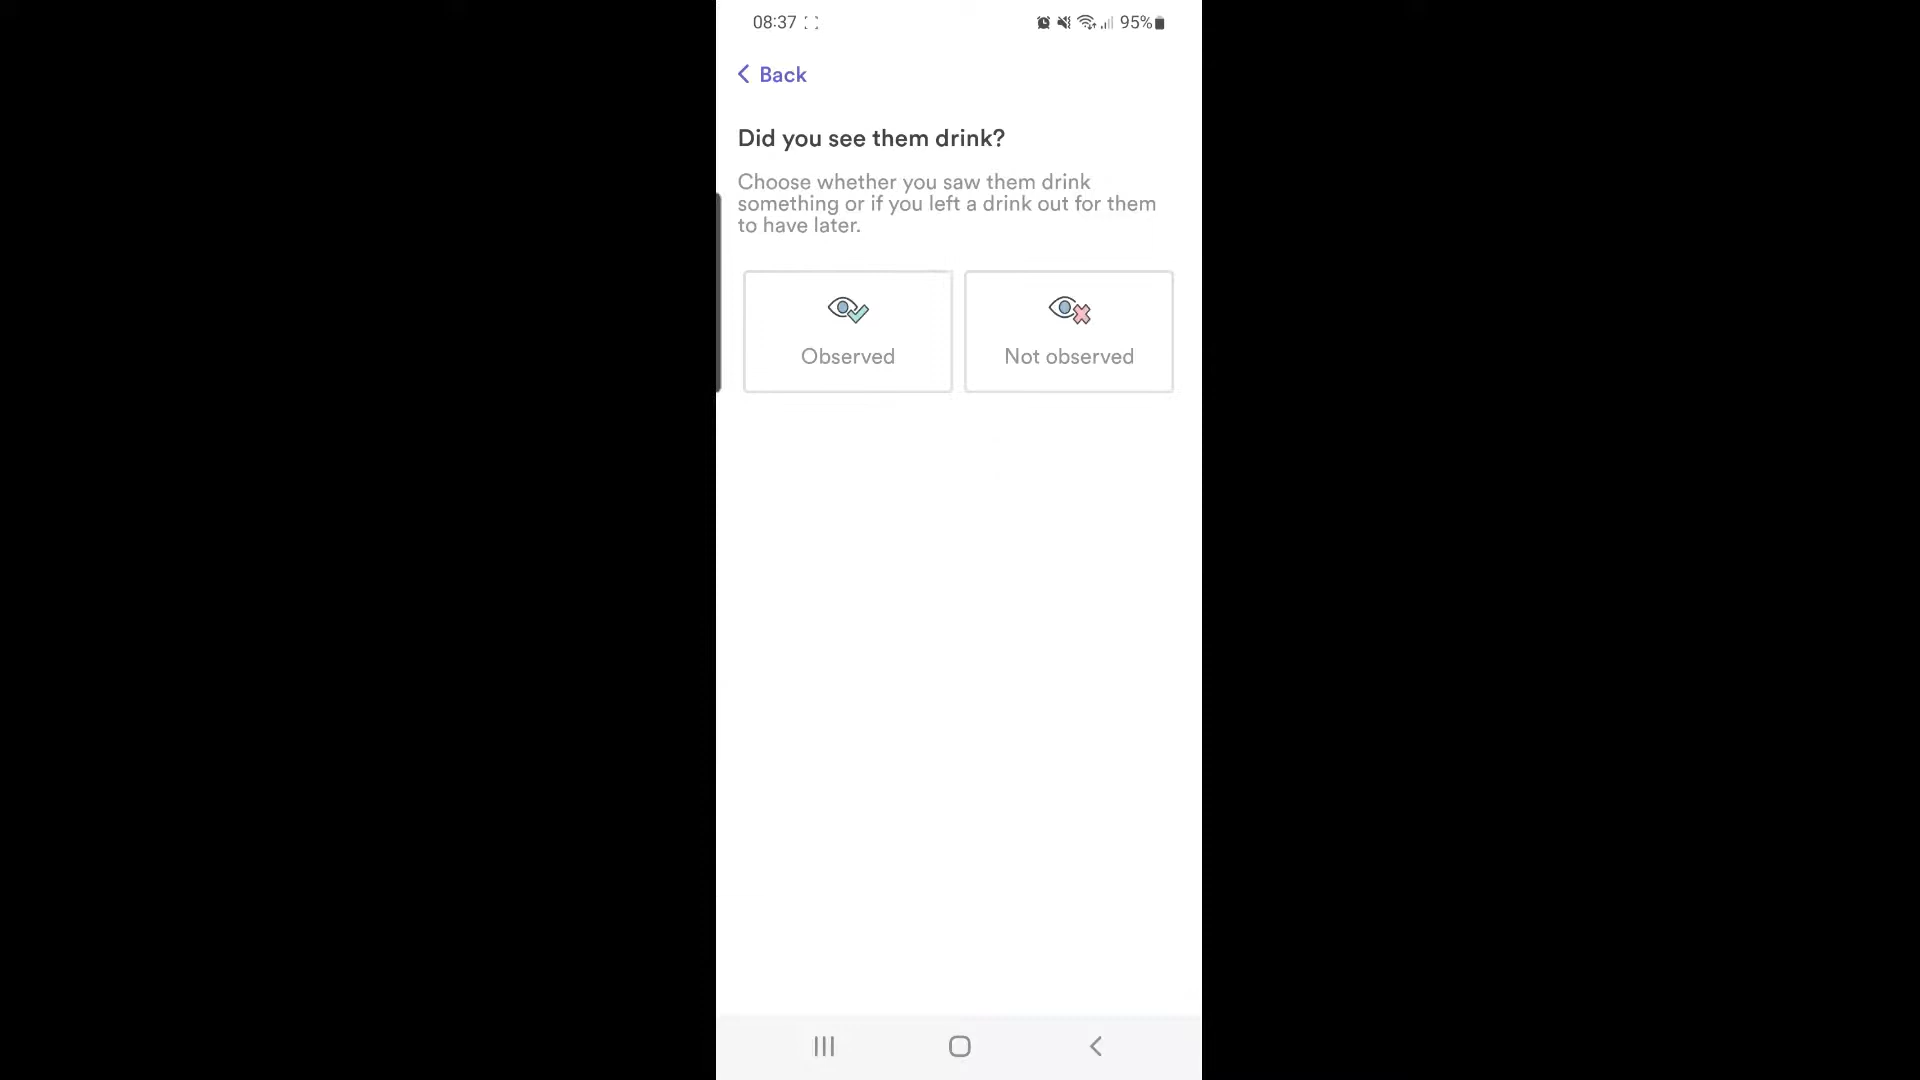 08:37
95%
Back
Did you see them drink?
Choose whether you saw them drink
something or if you left a drink out for them
to have later.
Observed
Not observed